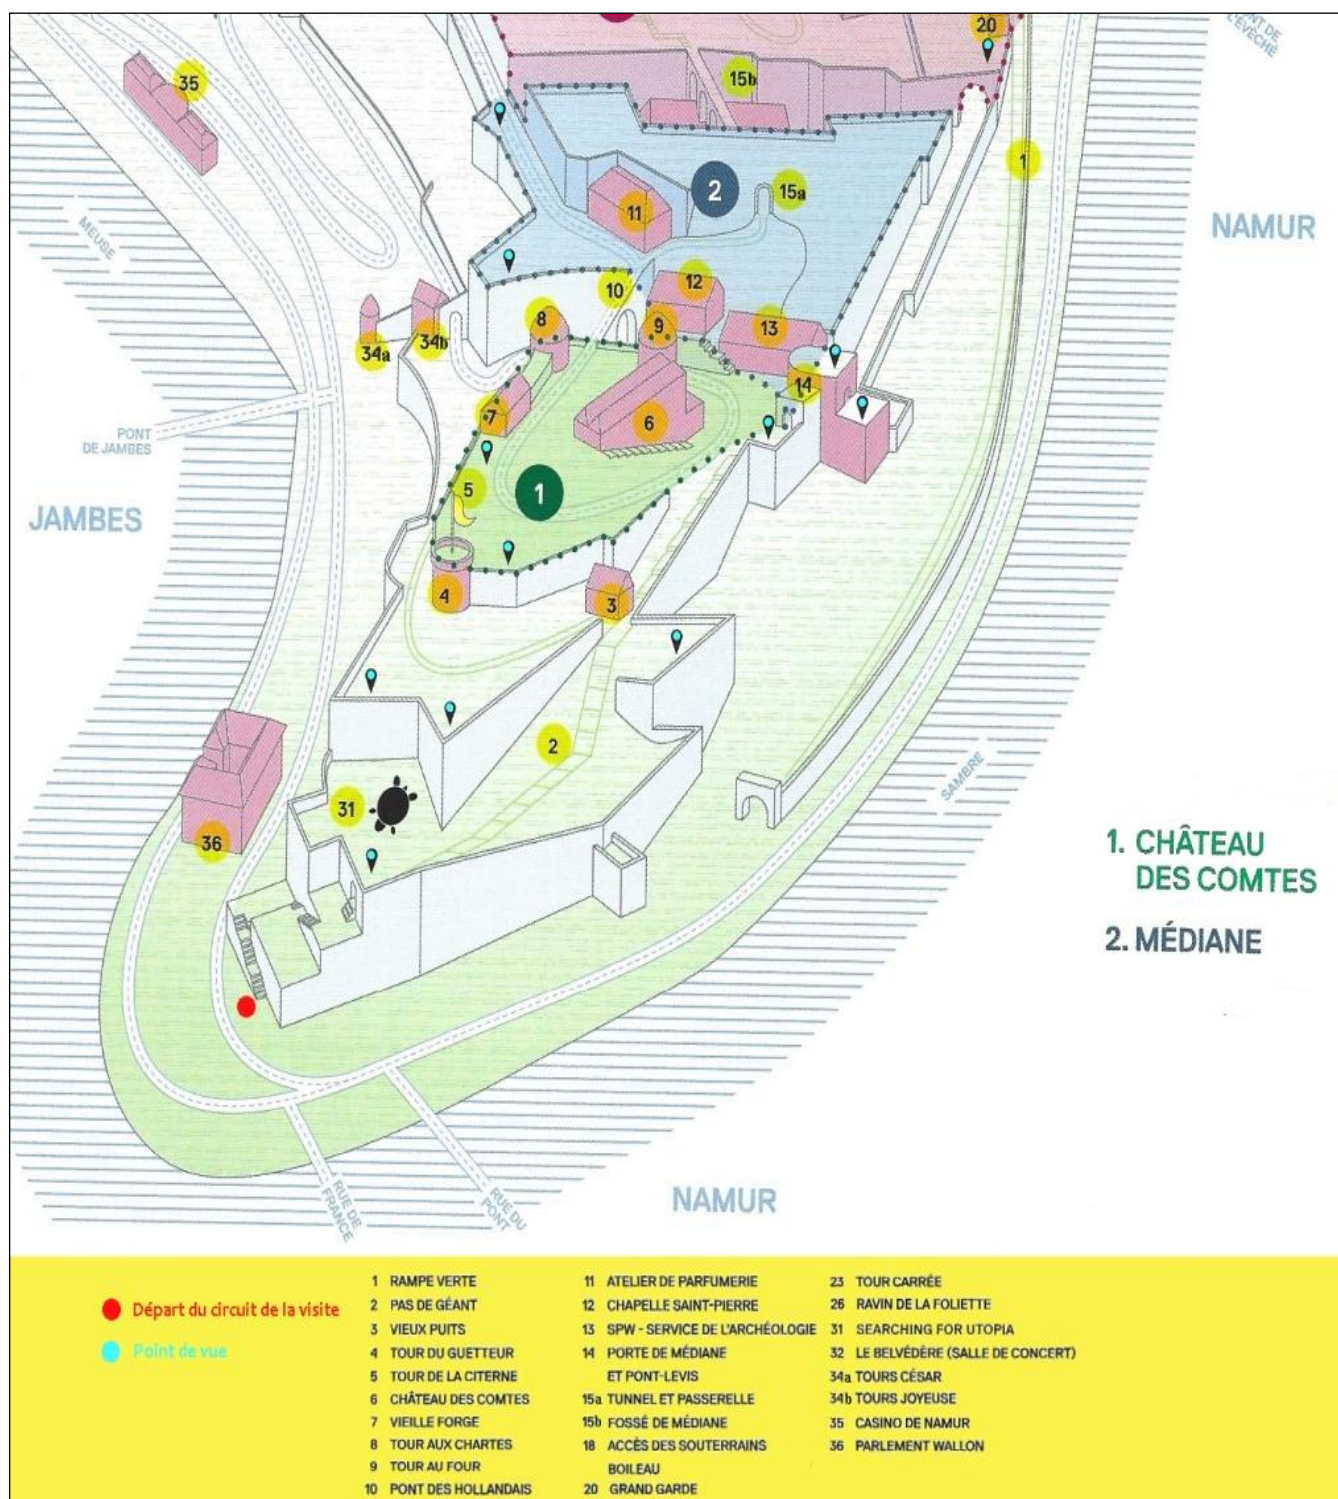 20
PONT DE
L'ÉVÊCHÉ
35
15b
1
2
15a
11
NAMUR
MEUSE
10
12
8
9
13
34a
34b
14
7
6
PONT
DE JAMBES
5
1
JAMBES
4
3
2
SAMBRE
31
36
1. CHÂTEAU
DES COMTES
2. MÉDIANE
RUE DE
FRANCE
RUE DU
PONT
NAMUR
Départ du circuit de la visite
Point de vue
1 RAMPE VERTE
2 PAS DE GÉANT
3 VIEUX PUITS
4 TOUR DU GUETTEUR
5 TOUR DE LA CITERNE
6 CHÂTEAU DES COMTES
7 VIEILLE FORGE
8 TOUR AUX CHARTES
9 TOUR AU FOUR
10 PONT DES HOLLANDAIS
11 ATELIER DE PARFUMERIE
12 CHAPELLE SAINT-PIERRE
13 SPW - SERVICE DE L'ARCHÉOLOGIE
14 PORTE DE MÉDIANE
ET PONT-LEVIS
15a TUNNEL ET PASSERELLE
15b FOSSÉ DE MÉDIANE
18 ACCÈS DES SOUTERRAINS
BOILEAU
20 GRAND GARDE
23 TOUR CARRÉE
26 RAVIN DE LA FOLIETTE
31 SEARCHING FOR UTOPIA
32 LE BELVÉDÈRE (SALLE DE CONCERT)
34a TOURS CÉSAR
34b TOURS JOYEUSE
35 CASINO DE NAMUR
36 PARLEMENT WALLON